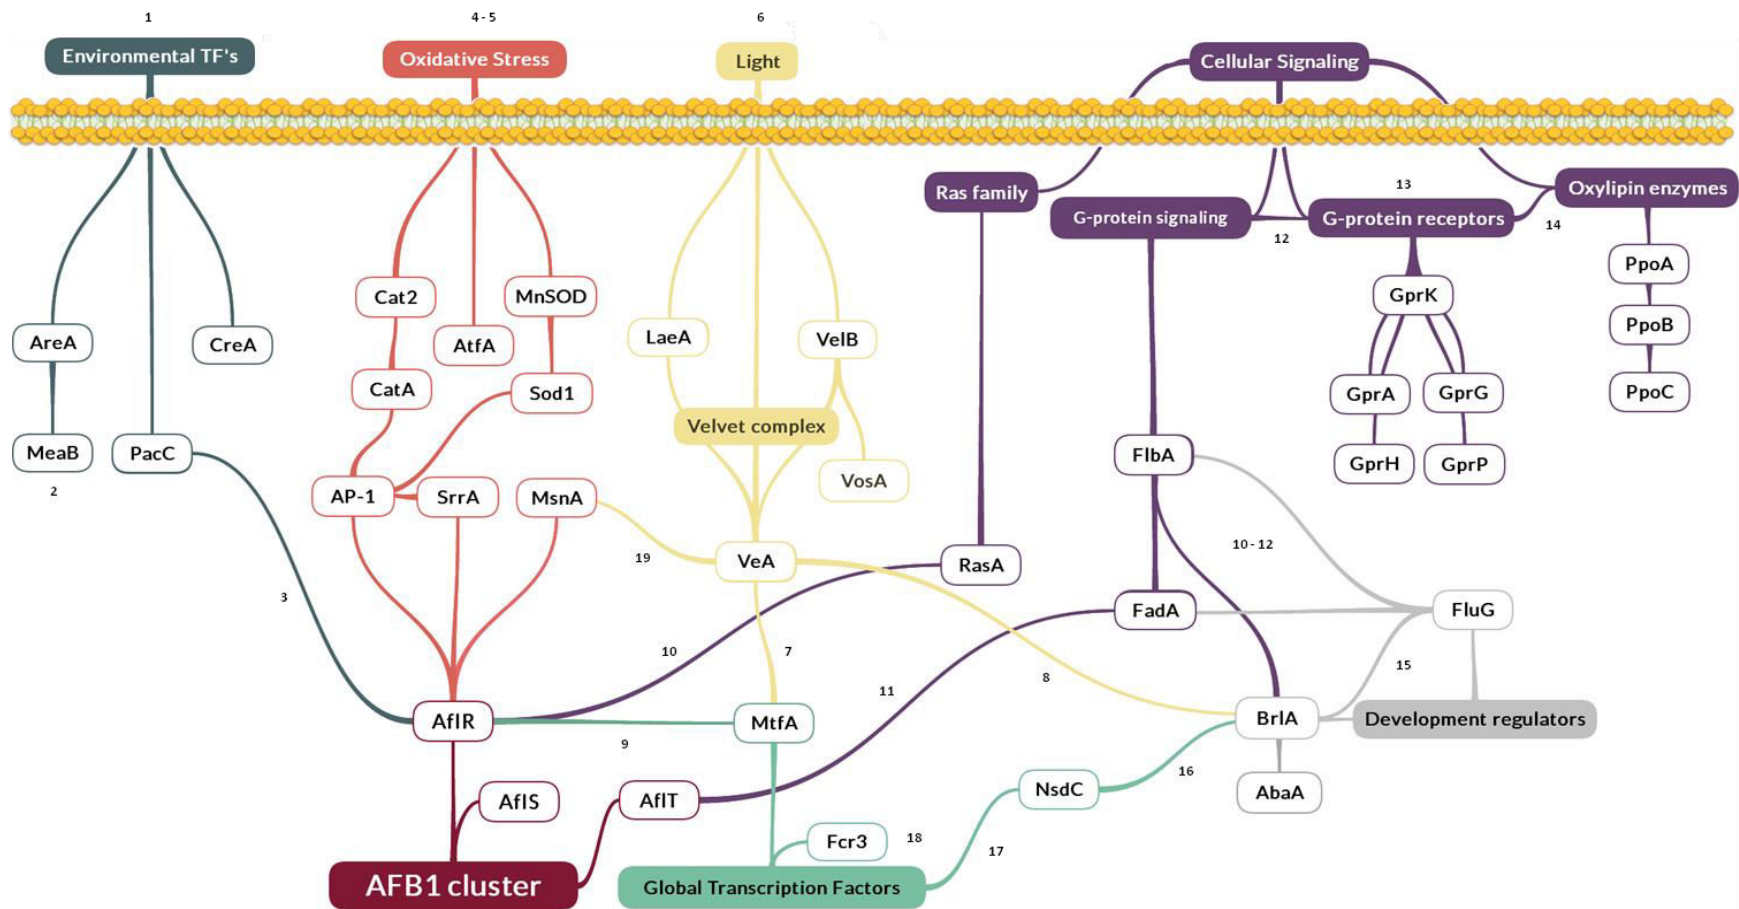 1
4 - 5
6
Environmental TF's
Oxidative Stress
Light
Cellular Signaling
Ras family
G-protein signaling
13
G-protein receptors
Oxylipin enzymes
12
14
PpoA
Cat2
MnSOD
GprK
PpoB
AreA
CreA
AtfA
LaeA
VelB
CatA
Sod1
GprA
GprG
PpoC
Velvet complex
MeaB
PacC
FlbA
GprH
GprP
2
VosA
AP-1
SrrA
MsnA
10 - 12
19
VeA
RasA
3
FadA
FluG
10
7
15
8
11
AflR
MtfA
BrlA
Development regulators
9
16
NsdC
AbaA
AflS
AflT
Fcr3
18
17
AFB1 cluster
Global Transcription Factors